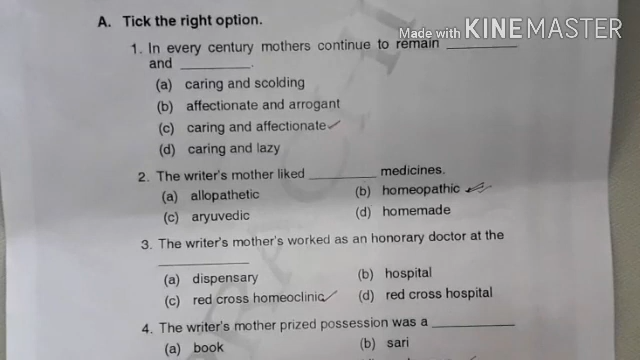 Made with KINEMASTER
A. Tick the right option.
1. In every century mothers continue to remain __________
and __________.
(a) caring and scolding
(b) affectionate and arrogant
(c) caring and affectionate
(d) caring and lazy
2. The writer's mother liked __________ medicines.
(a) allopathetic (b) homeopathic
(c) aryuvedic (d) homemade
3. The writer's mother's worked as an honorary doctor at the
__________
(a) dispensary (b) hospital
(c) red cross homeoclinic (d) red cross hospital
4. The writer's mother prized possession was a __________
(a) book (b) sari